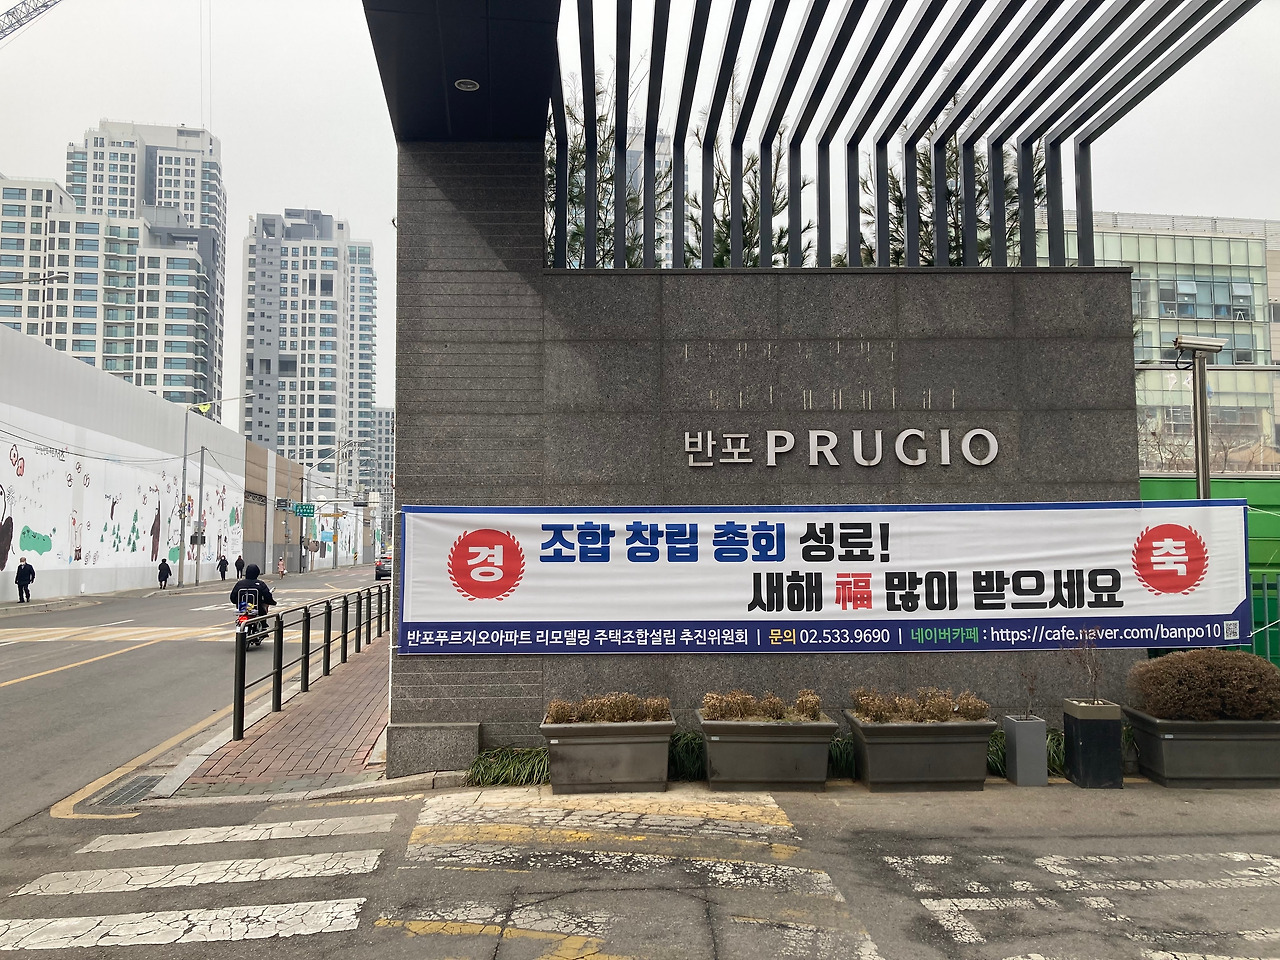 반포 PRUGIO
경 조합 창립 총회 성료! 축
새해 福 많이 받으세요
반포푸르지오아파트 리모델링 주택조합설립 추진위원회 | 문의 02.533.9690 | 네이버카페 : https://cafe.naver.com/banpo10